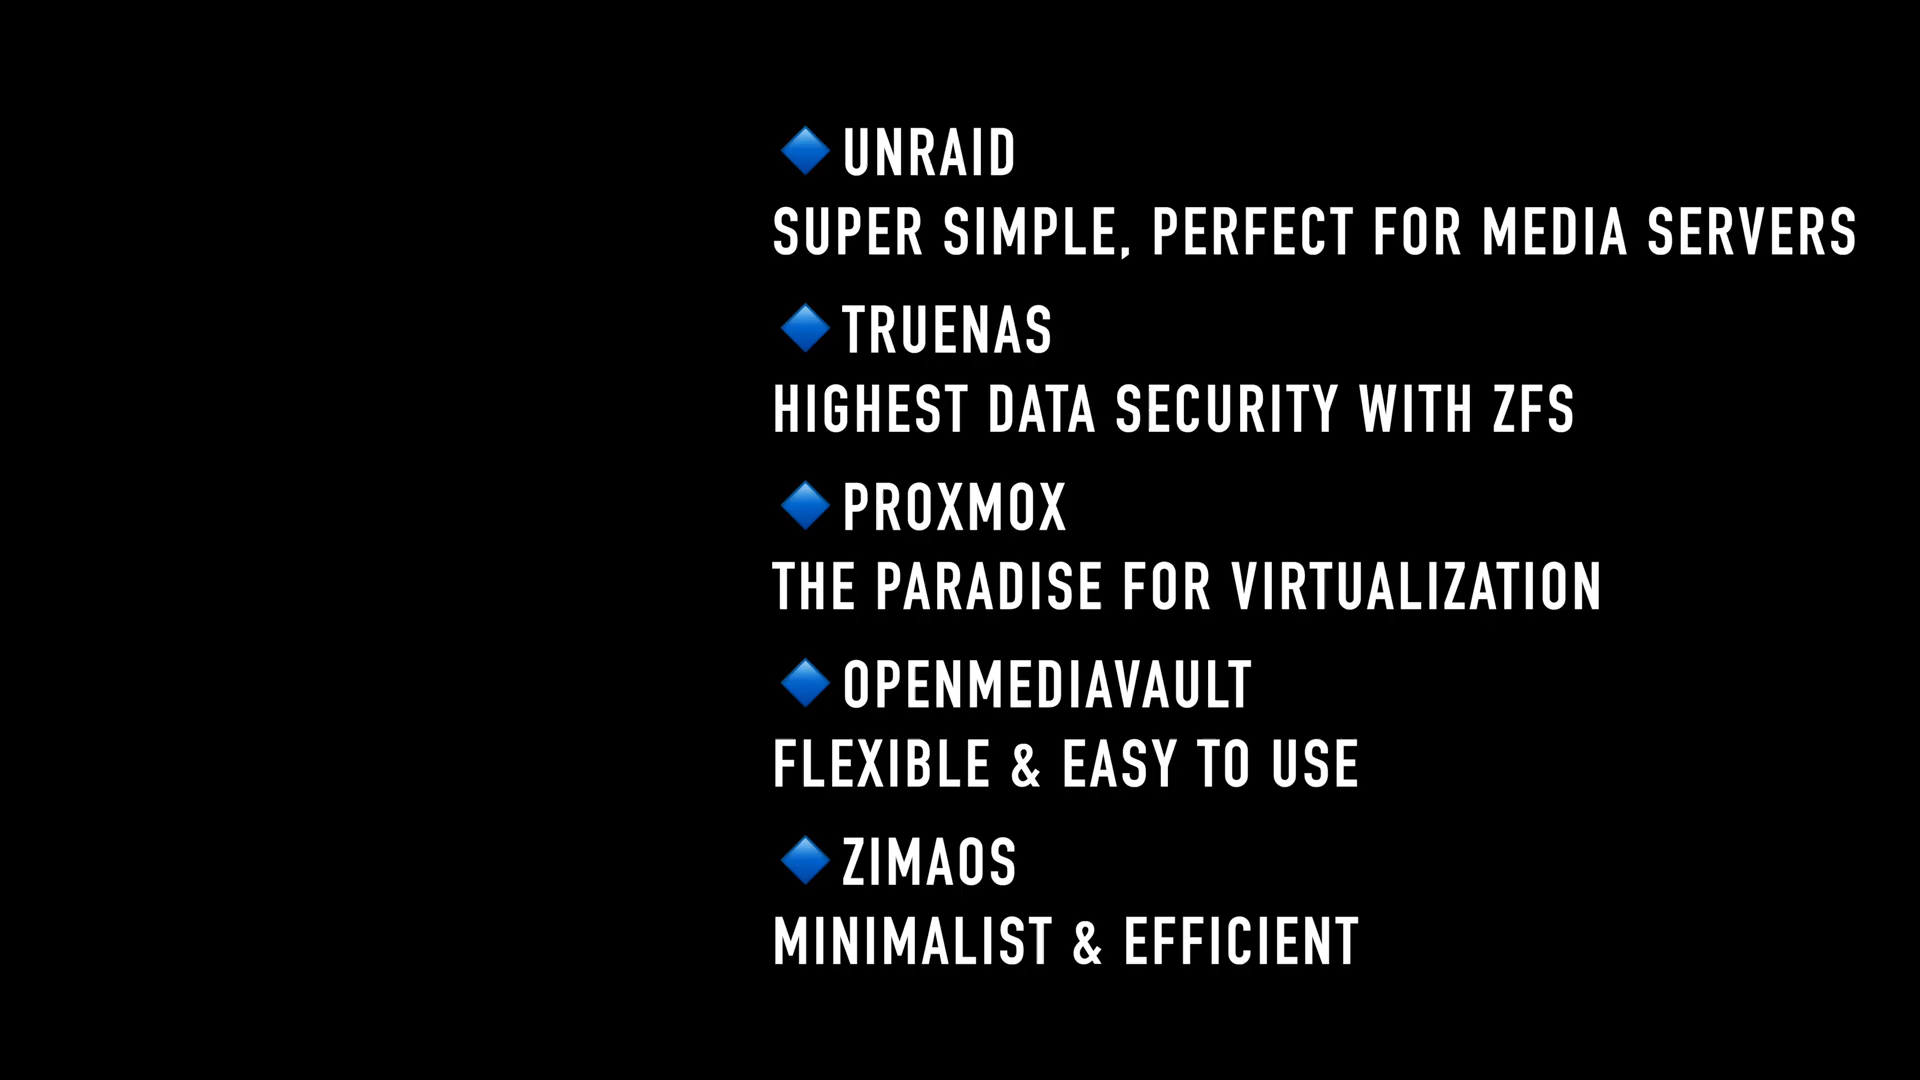 🔷 UNRAID
SUPER SIMPLE, PERFECT FOR MEDIA SERVERS
🔷 TRUENAS
HIGHEST DATA SECURITY WITH ZFS
🔷 PROXMOX
THE PARADISE FOR VIRTUALIZATION
🔷 OPENMEDIAVAULT
FLEXIBLE & EASY TO USE
🔷 ZIMAOS
MINIMALIST & EFFICIENT